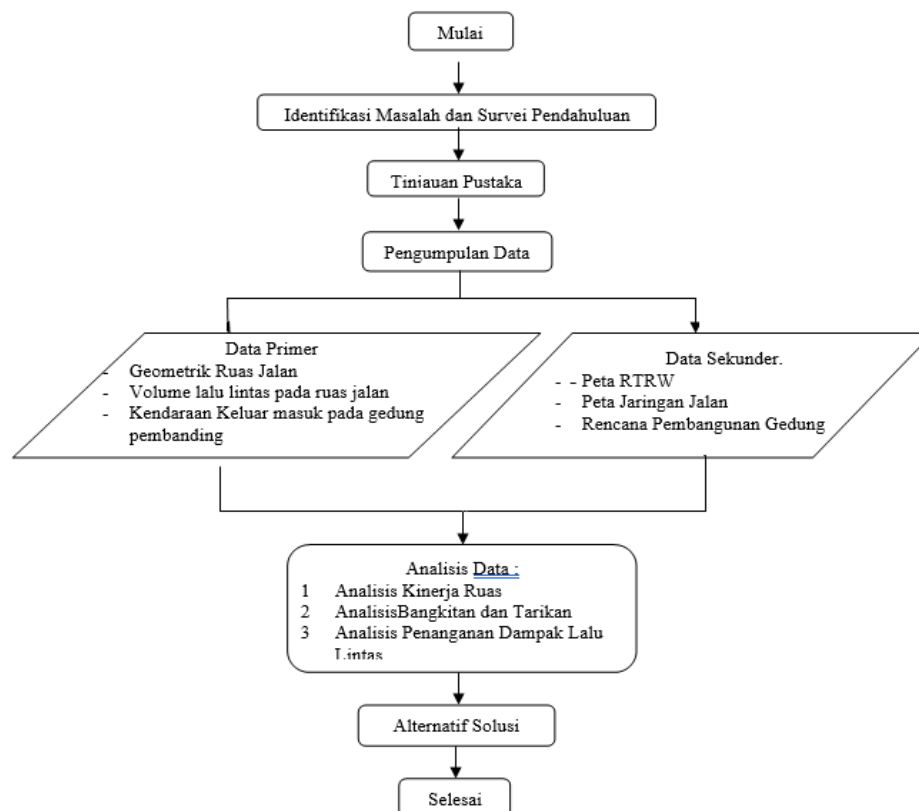 Mulai
Identifikasi Masalah dan Survei Pendahuluan
Tiniauan Pustaka
Pengumpulan Data
Data Primer
- Geometrik Ruas Jalan
- Volume lalu lintas pada ruas jalan
- Kendaraan Keluar masuk pada gedung
pembanding
Data Sekunder.
- - Peta RTRW
- Peta Jaringan Jalan
- Rencana Pembangunan Gedung
Analisis Data :
1 Analisis Kinerja Ruas
2 AnalisisBangkitan dan Tarikan
3 Analisis Penanganan Dampak Lalu
Lintas
Alternatif Solusi
Selesai